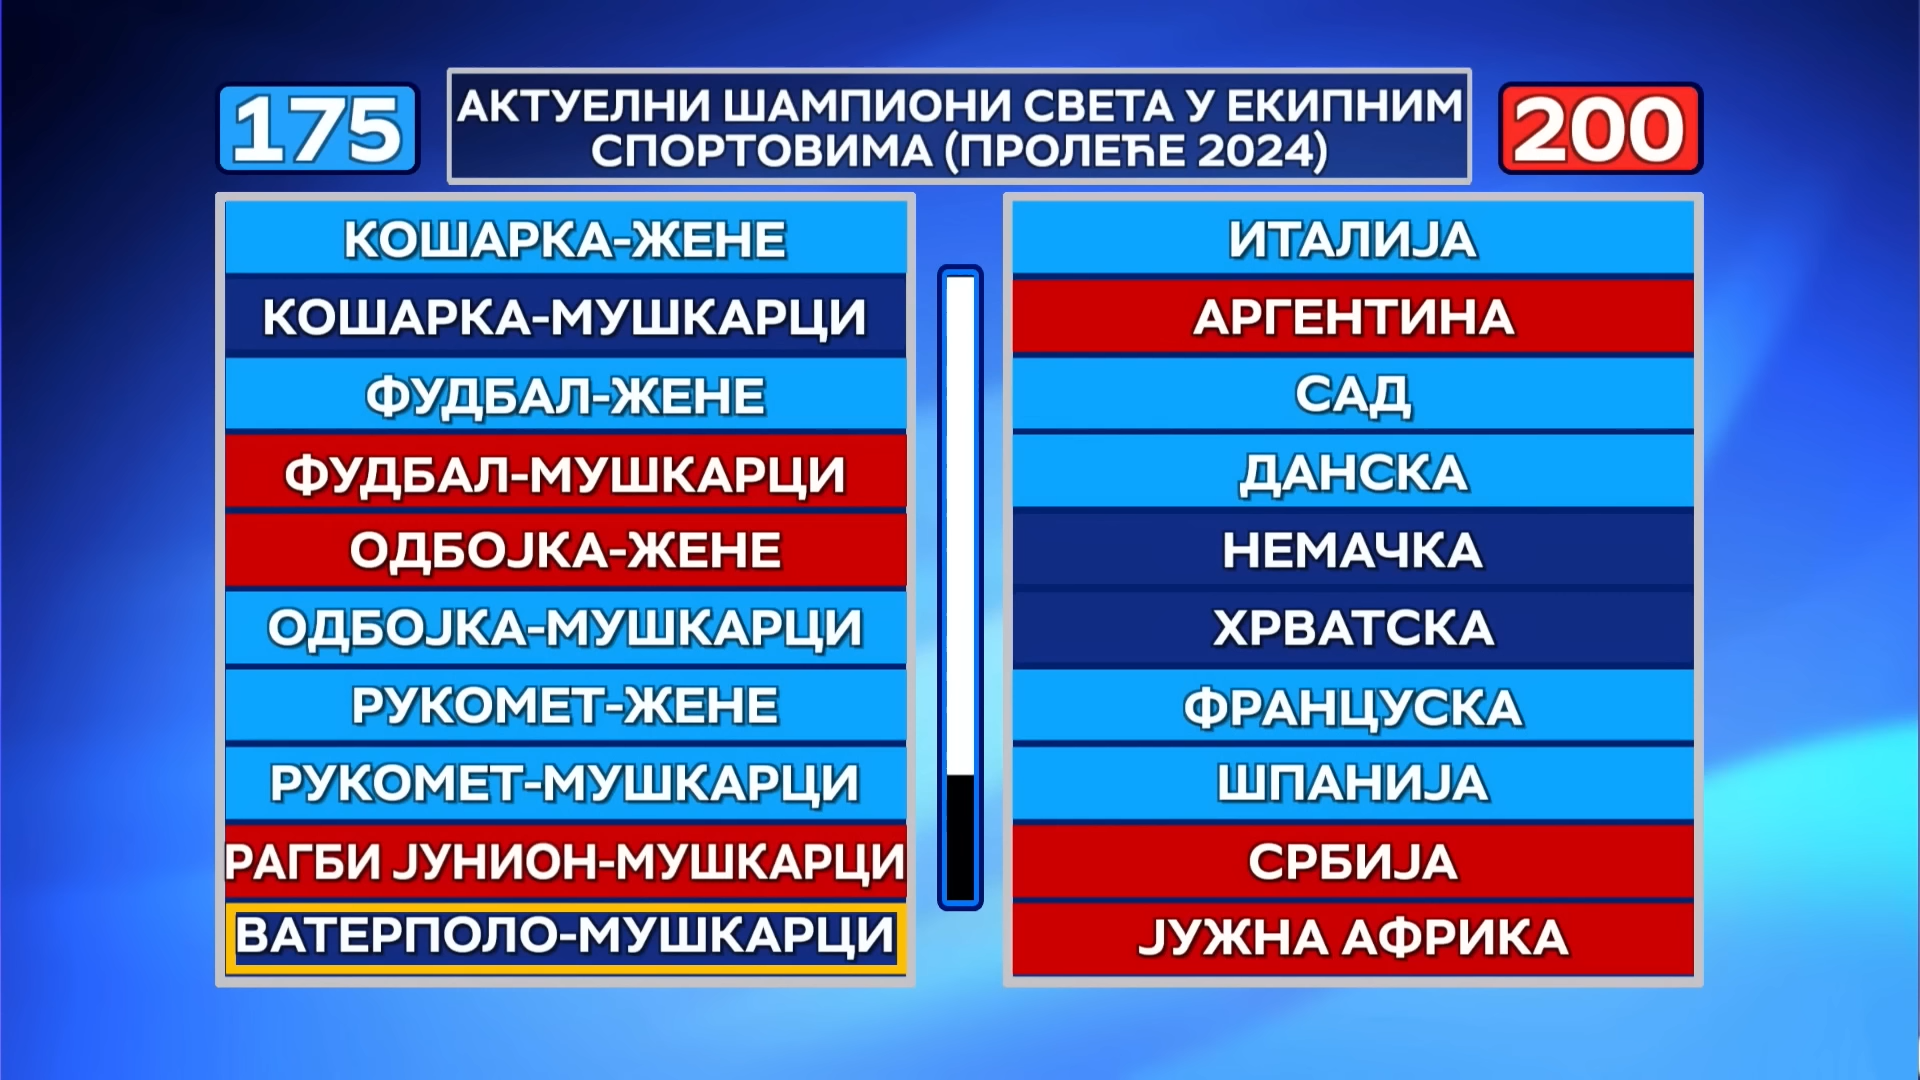 175
АКТУЕЛНИ ШАМПИОНИ СВЕТА У ЕКИПНИМ
СПОРТОВИМА (ПРОЛЕЋЕ 2024)
200
КОШАРКА-ЖЕНЕ
КОШАРКА-МУШКАРЦИ
ФУДБАЛ-ЖЕНЕ
ФУДБАЛ-МУШКАРЦИ
ОДБОЈКА-ЖЕНЕ
ОДБОЈКА-МУШКАРЦИ
РУКОМЕТ-ЖЕНЕ
РУКОМЕТ-МУШКАРЦИ
РАГБИ ЈУНИОН-МУШКАРЦИ
ВАТЕРПОЛО-МУШКАРЦИ
ИТАЛИЈА
АРГЕНТИНА
САД
ДАНСКА
НЕМАЧКА
ХРВАТСКА
ФРАНЦУСКА
ШПАНИЈА
СРБИЈА
ЈУЖНА АФРИКА